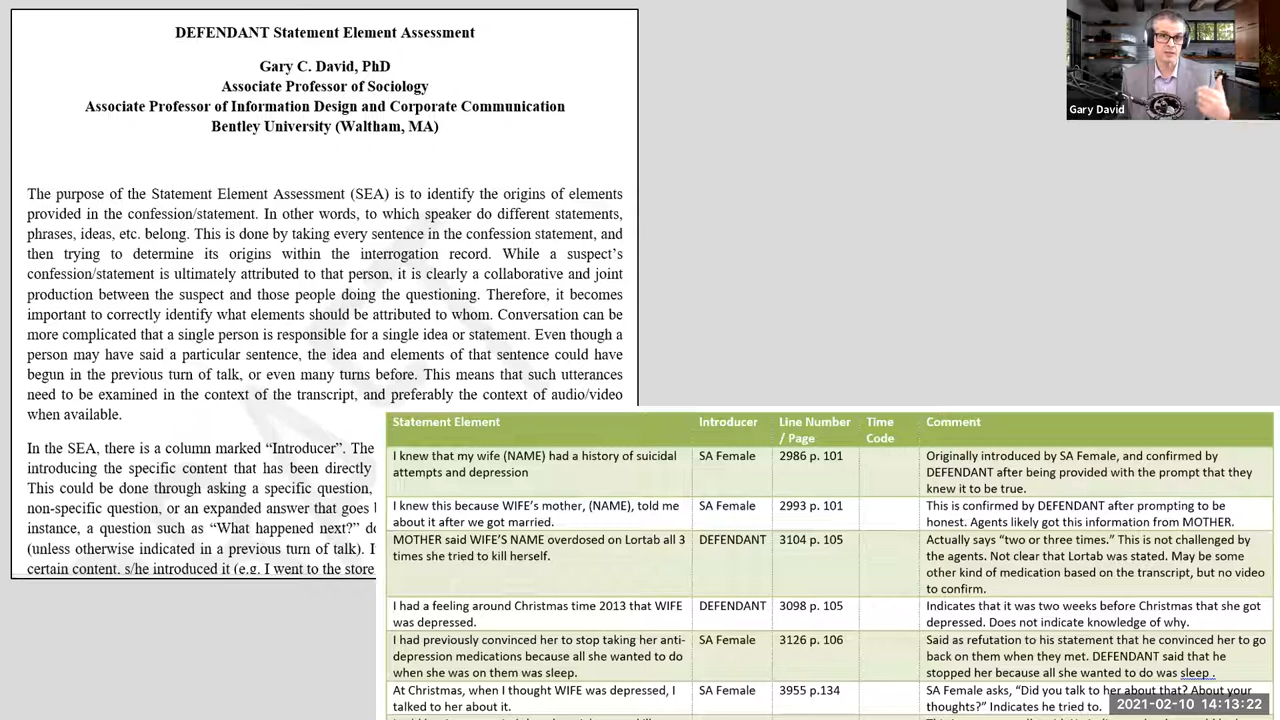 DEFENDANT Statement Element Assessment
Gary C. David, PhD
Associate Professor of Sociology
Associate Professor of Information Design and Corporate Communication
Bentley University (Waltham, MA)
The purpose of the Statement Element Assessment (SEA) is to identify the origins of elements
provided in the confession/statement. In other words, to which speaker do different statements,
phrases, ideas, etc. belong. This is done by taking every sentence in the confession statement, and
then trying to determine its origins within the interrogation record. While a suspect's
confession/statement is ultimately attributed to that person, it is clearly a collaborative and joint
production between the suspect and those people doing the questioning. Therefore, it becomes
important to correctly identify what elements should be attributed to whom. Conversation can be
more complicated that a single person is responsible for a single idea or statement. Even though a
person may have said a particular sentence, the idea and elements of that sentence could have
begun in the previous turn of talk, or even many turns before. This means that such utterances
need to be examined in the context of the transcript, and preferably the context of audio/video
when available.
In the SEA, there is a column marked "Introducer". The
introducing the specific content that has been directly
This could be done through asking a specific question,
non-specific question, or an expanded answer that goes
instance, a question such as "What happened next?" do
(unless otherwise indicated in a previous turn of talk). I
certain content, s/he introduced it (e.g. I went to the store
Gary David
Statement Element Introducer Line Number / Page Time Code Comment
I knew that my wife (NAME) had a history of suicidal
attempts and depression
SA Female
2986 p. 101
Originally introduced by SA Female, and confirmed by
DEFENDANT after being provided with the prompt that they
knew it to be true.
I knew this because WIFE's mother, (NAME), told me
about it after we got married.
SA Female
2993 p. 101
This is confirmed by DEFENDANT after prompting to be
honest. Agents likely got this information from MOTHER.
MOTHER said WIFE'S NAME overdosed on Lortab all 3
times she tried to kill herself.
DEFENDANT
3104 p. 105
Actually says "two or three times." This is not challenged by
the agents. Not clear that Lortab was stated. May be some
other kind of medication based on the transcript, but no video
to confirm.
I had a feeling around Christmas time 2013 that WIFE
was depressed.
DEFENDANT
3098 p. 105
Indicates that it was two weeks before Christmas that she got
depressed. Does not indicate knowledge of why.
I had previously convinced her to stop taking her anti-
depression medications because all she wanted to do
when she was on them was sleep.
SA Female
3126 p. 106
Said as refutation to his statement that he convinced her to go
back on them when they met. DEFENDANT said that he
stopped her because all she wanted to do was sleep .
At Christmas, when I thought WIFE was depressed, I
talked to her about it.
SA Female
3955 p.134
SA Female asks, "Did you talk to her about that? About your
thoughts?" Indicates he tried to.
2021-02-10 14:13:22